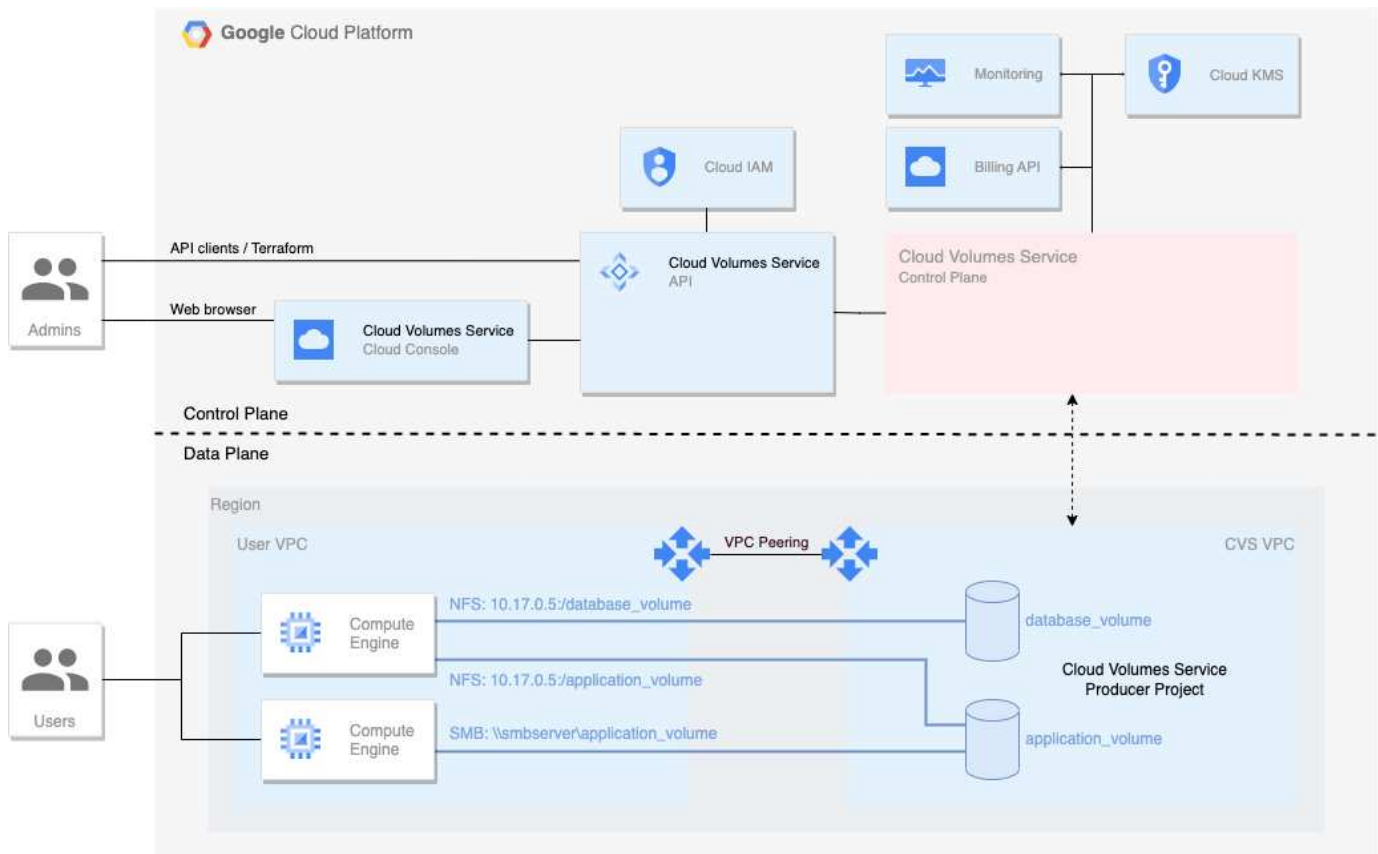 Google Cloud Platform
Monitoring
Cloud KMS
Cloud IAM
Billing API
API clients / Terraform
Cloud Volumes Service
API
Cloud Volumes Service
Control Plane
Admins
Web browser
Cloud Volumes Service
Cloud Console
Control Plane
Data Plane
Region
User VPC
VPC Peering
CVS VPC
Compute
Engine
NFS: 10.17.0.5:/database_volume
database_volume
NFS: 10.17.0.5:/application_volume
Cloud Volumes Service
Producer Project
Users
Compute
Engine
SMB: \\smbserver\application_volume
application_volume